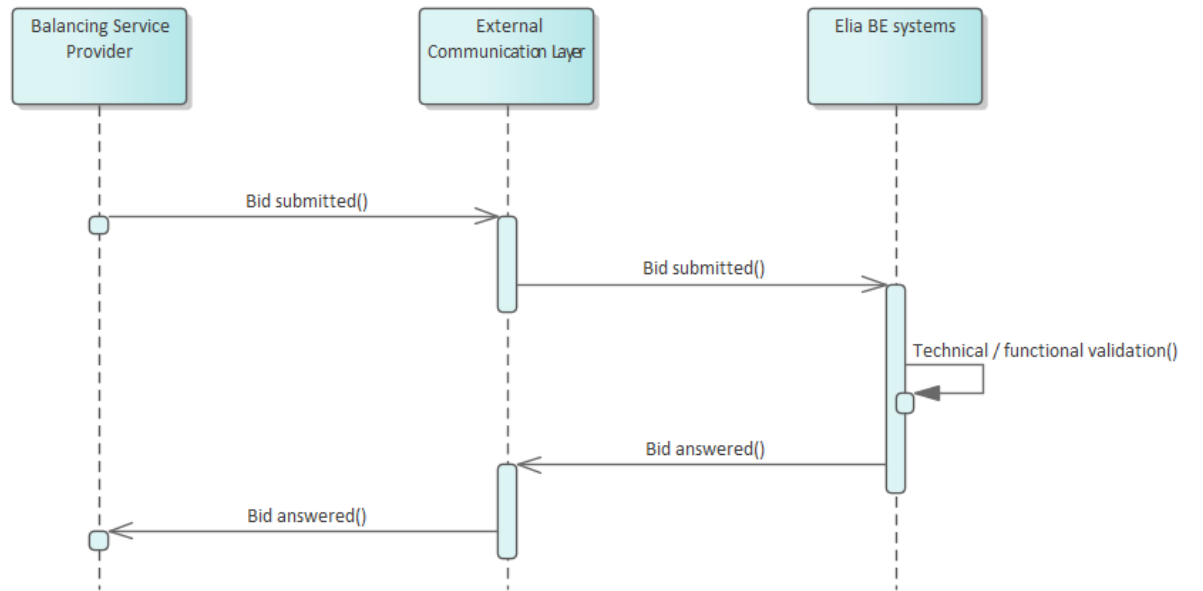 Balancing Service
Provider
External
Communication Layer
Elia BE systems
Bid submitted()
Bid submitted()
Technical / functional validation()
Bid answered()
Bid answered()